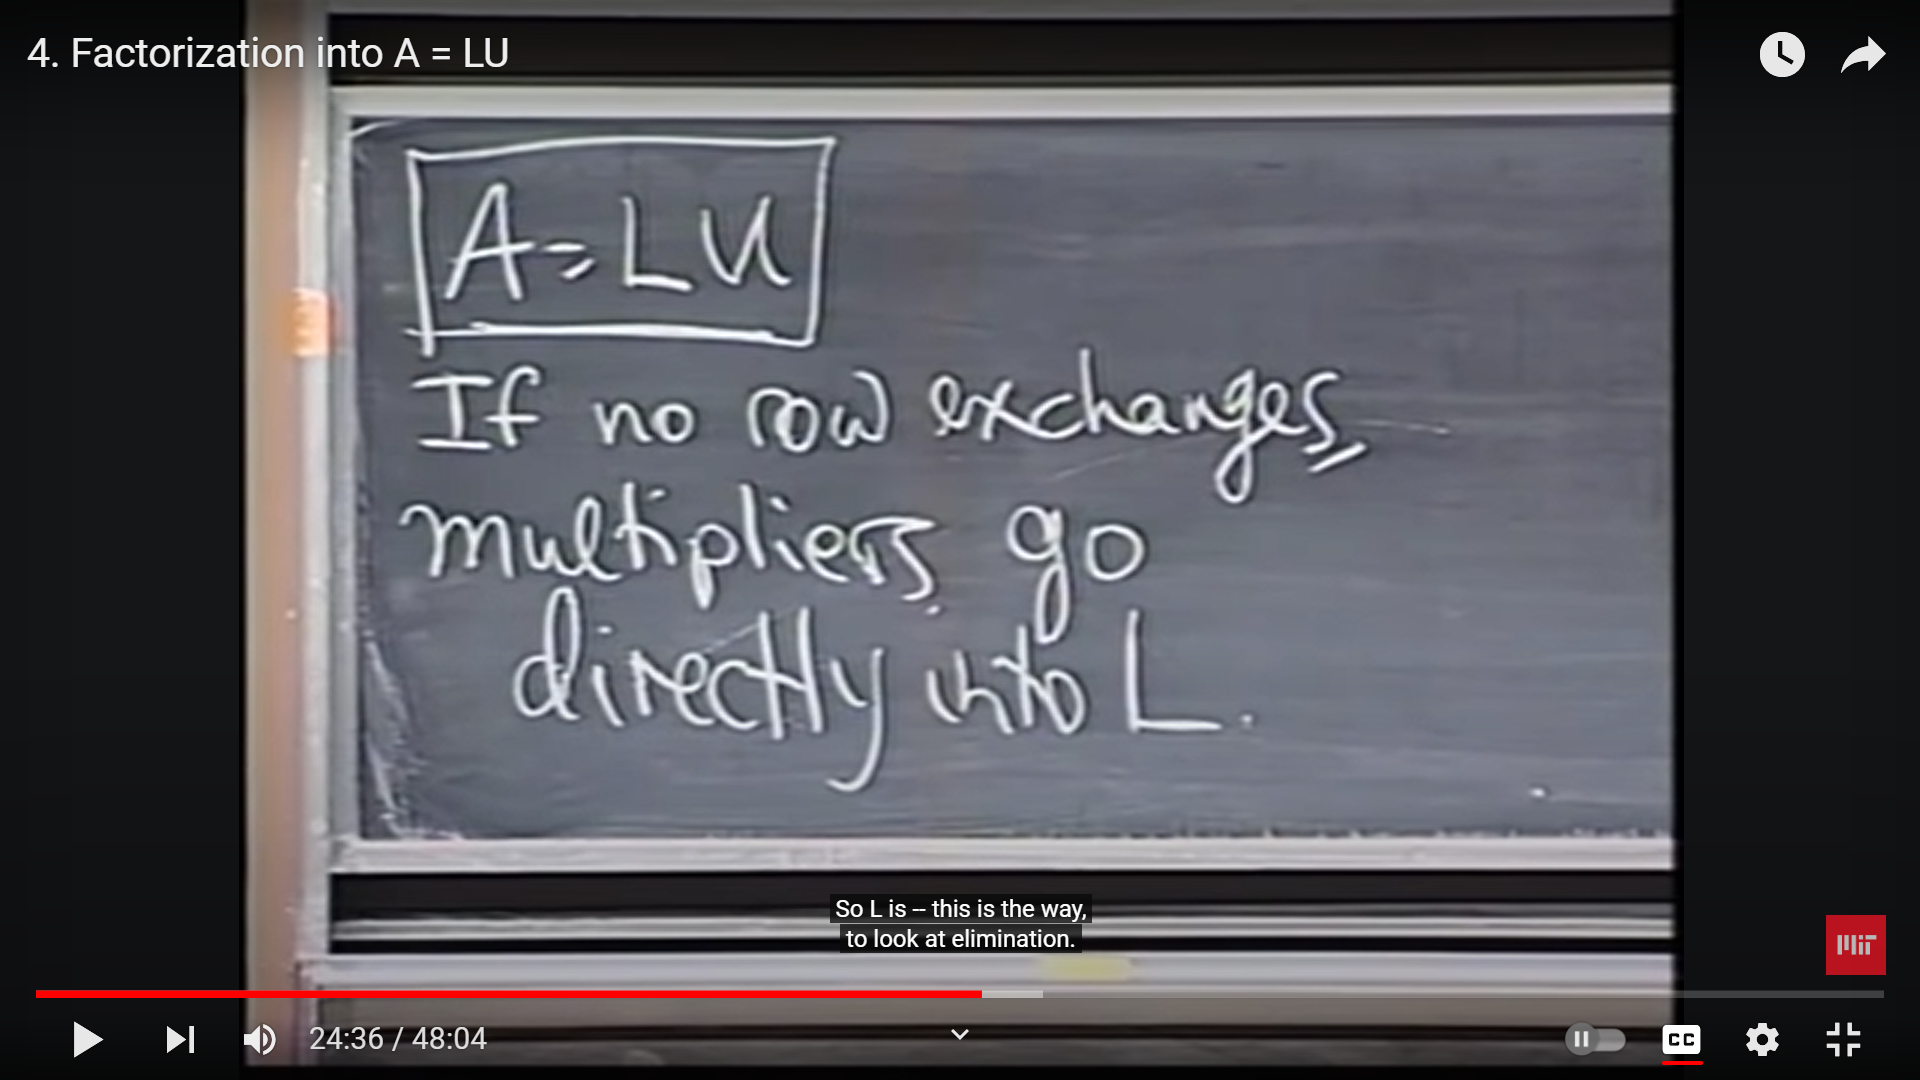 4. Factorization into A = LU
A = LU
If no row exchanges,
multipliers go
directly into L.
So L is -- this is the way,
to look at elimination.
MIT
24:36 / 48:04
CC